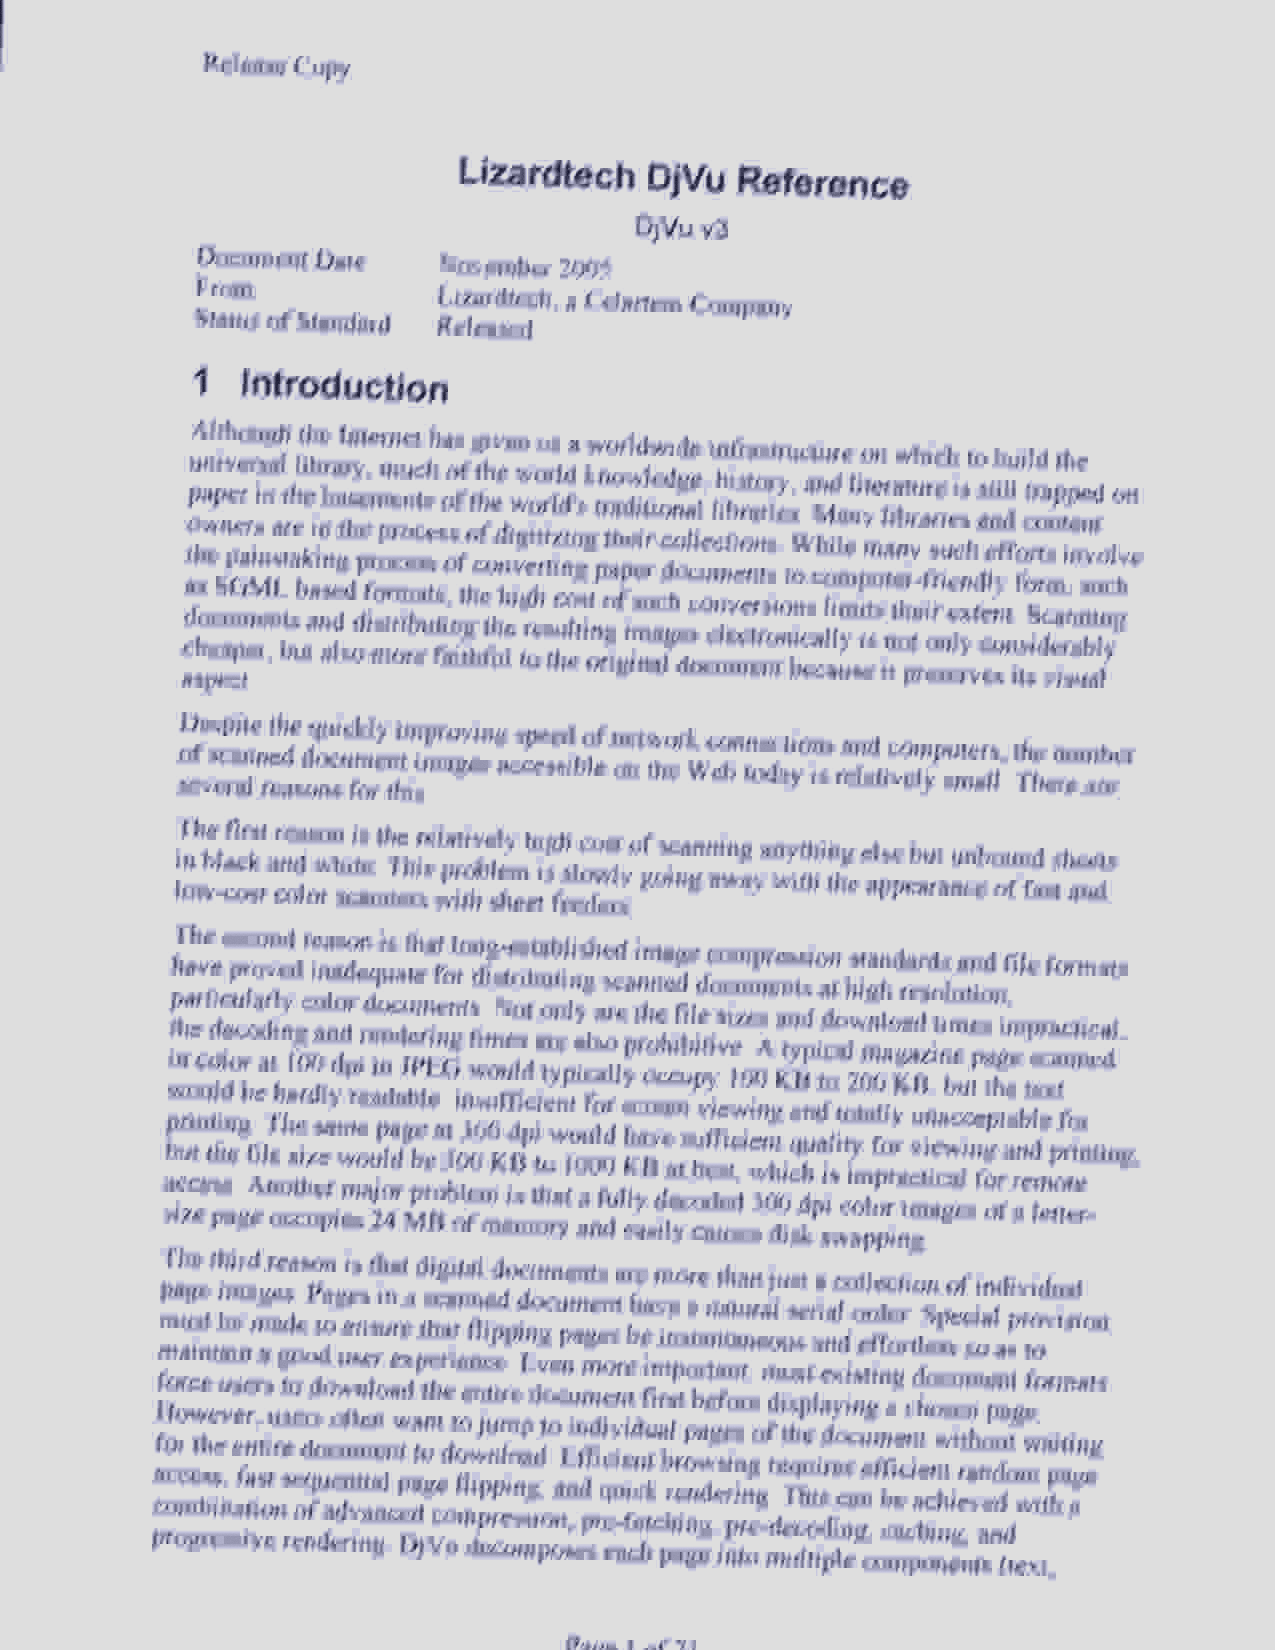 Release Copy
Lizardtech DjVu Reference
DjVu v3
Document Date November 2005
From Lizardtech, a Celartem Company
Status of Standard Released
1 Introduction
Although the Internet has given us a worldwide infrastructure on which to build the
universal library, much of the world knowledge, history, and literature is still trapped on
paper in the basements of the world's traditional libraries. Many libraries and content
owners are in the process of digitizing their collections. While many such efforts involve
the painstaking process of converting paper documents to computer-friendly form, such
as SGML based formats, the high cost of such conversions limits their extent. Scanning
documents and distributing the resulting images electronically is not only considerably
cheaper, but also more faithful to the original document because it preserves its visual
aspect.
Despite the quickly improving speed of network connections and computers, the number
of scanned document images accessible on the Web today is relatively small. There are
several reasons for this.
The first reason is the relatively high cost of scanning anything else but unbound sheets
in black and white. This problem is slowly going away with the appearance of fast and
low-cost color scanners with sheet feeders.
The second reason is that long-established image compression standards and file formats
have proved inadequate for distributing scanned documents at high resolution,
particularly color documents. Not only are the file sizes and download times impractical,
the decoding and rendering times are also prohibitive. A typical magazine page scanned
in color at 100 dpi in JPEG would typically occupy 100 KB to 200 KB, but the text
would be hardly readable: insufficient for screen viewing and totally unacceptable for
printing. The same page at 300 dpi would have sufficient quality for viewing and printing,
but the file size would be 300 KB to 1000 KB at best, which is impractical for remote
access. Another major problem is that a fully decoded 300 dpi color images of a letter-
size page occupies 24 MB of memory and easily causes disk swapping.
The third reason is that digital documents are more than just a collection of individual
page images. Pages in a scanned document have a natural serial order. Special provision
must be made to ensure that flipping pages be instantaneous and effortless so as to
maintain a good user experience. Even more important, most existing document formats
force users to download the entire document first before displaying a chosen page.
However, users often want to jump to individual pages of the document without waiting
for the entire document to download. Efficient browsing requires efficient random page
access, fast sequential page flipping, and quick rendering. This can be achieved with a
combination of advanced compression, pre-fetching, pre-decoding, caching, and
progressive rendering. DjVu decomposes each page into multiple components (text,
Page 1 of 71